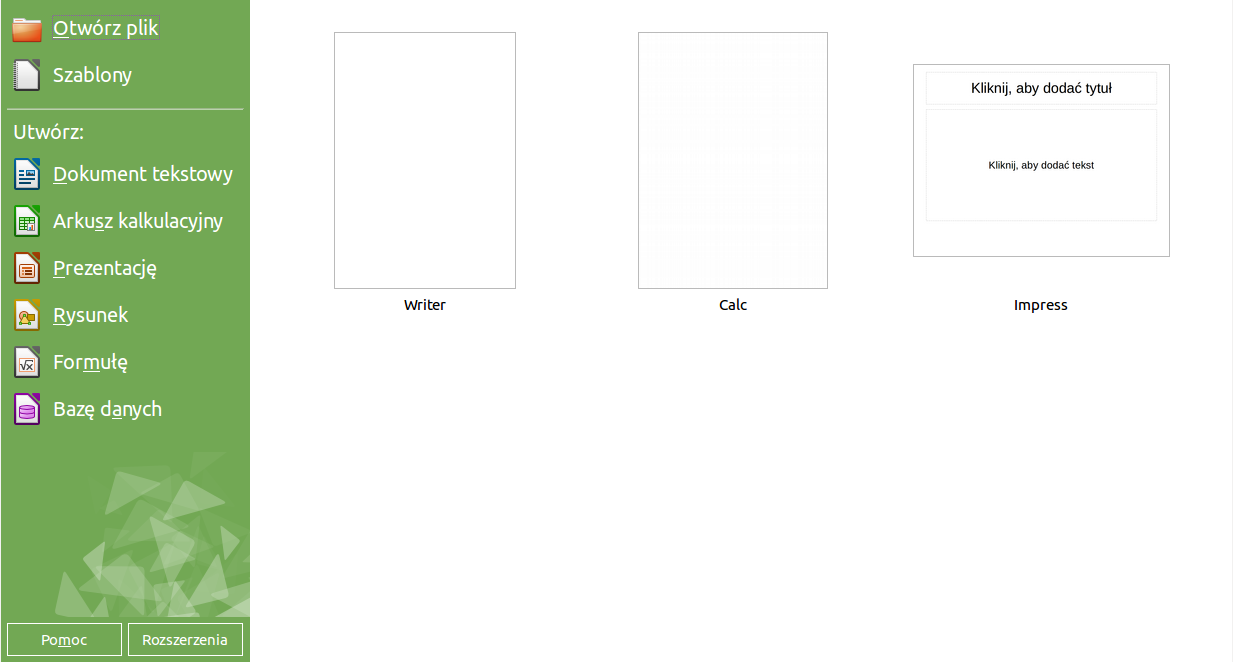 Otwórz plik
Szablony
Utwórz:
Dokument tekstowy
Arkusz kalkulacyjny
Prezentację
Rysunek
Formułę
Bazę danych
Pomoc
Rozszerzenia
Writer
Calc
Kliknij, aby dodać tytuł
Kliknij, aby dodać tekst
Impress